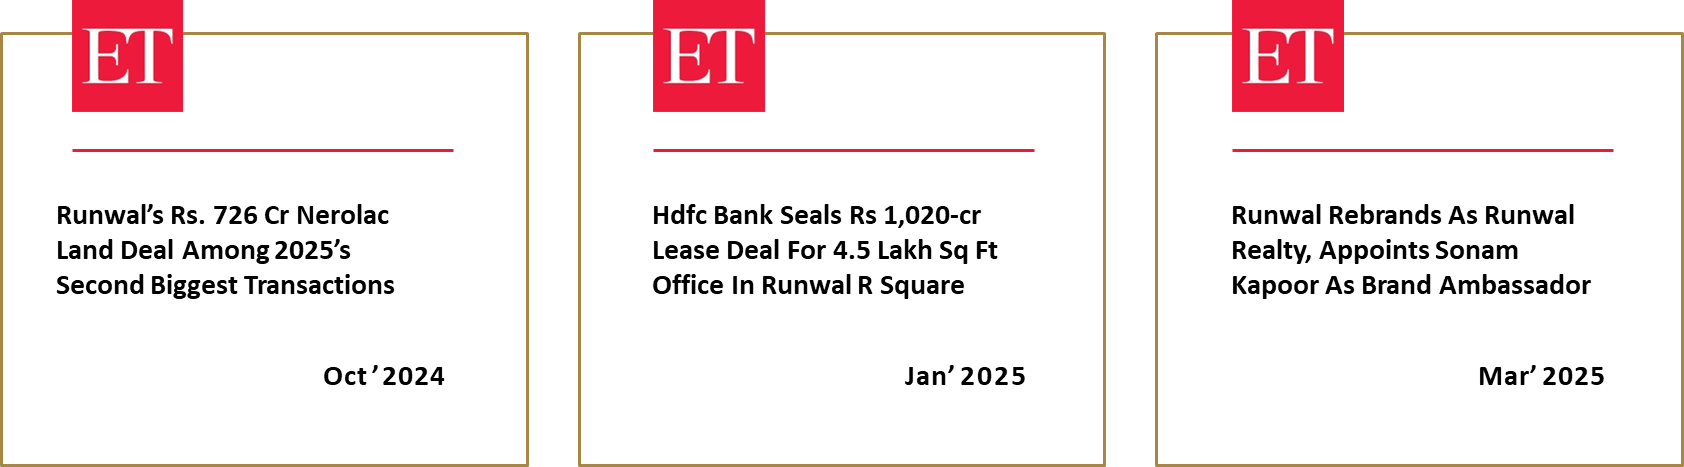 ET
Runwal’s Rs. 726 Cr Nerolac
Land Deal Among 2025’s
Second Biggest Transactions
Oct ’ 2024
ET
Hdfc Bank Seals Rs 1,020-cr
Lease Deal For 4.5 Lakh Sq Ft
Office In Runwal R Square
Jan’ 2025
ET
Runwal Rebrands As Runwal
Realty, Appoints Sonam
Kapoor As Brand Ambassador
Mar’ 2025